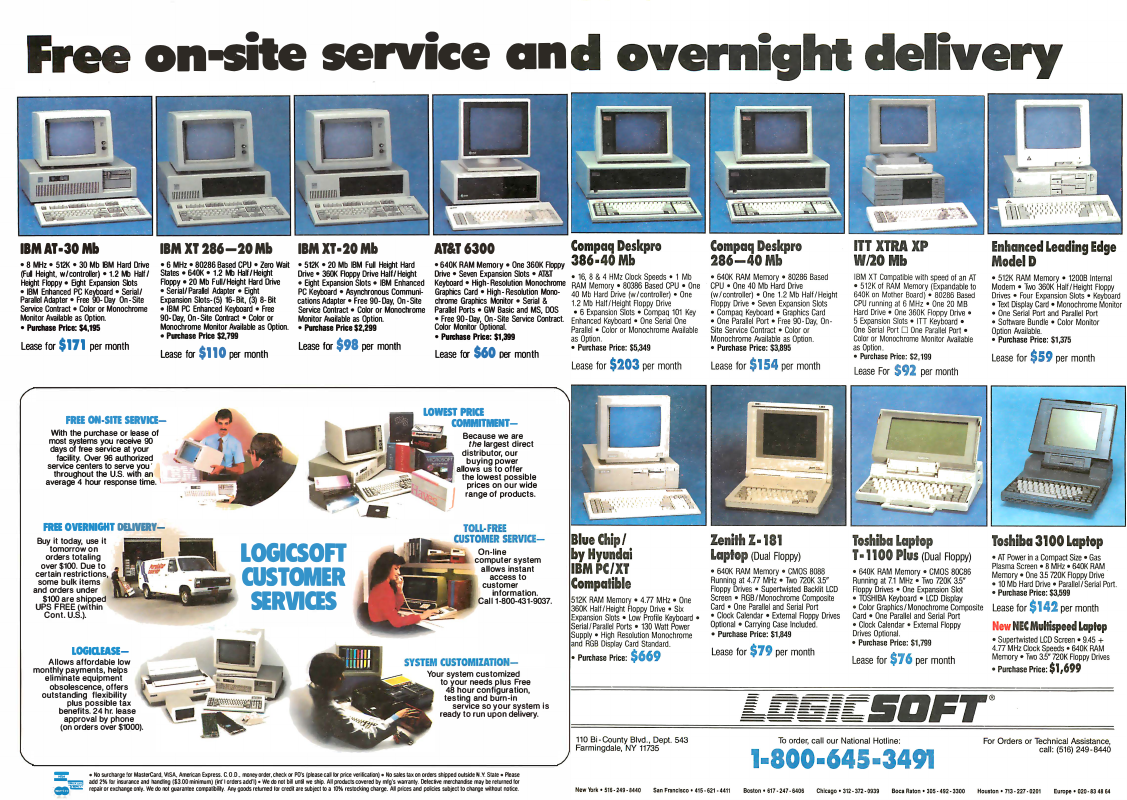 Free on-site service and overnight delivery
IBM AT-30 Mb
• 8 MHz • 512K • 30 Mb IBM Hard Drive
(Full Height, w/controller) • 1.2 Mb Half/
Height Floppy • Eight Expansion Slots
• IBM Enhanced PC Keyboard • Serial/
Parallel Adapter • Free 90-Day On-Site
Service Contract • Color or Monochrome
Monitor Available as Option.
• Purchase Price: $4,195
Lease for $171 per month
IBM XT 286—20 Mb
• 6 MHz • 80286 Based CPU • Zero Wait
States • 640K • 1.2 Mb Half/Height
Floppy • 20 Mb Full/Height Hard Drive
• Serial/Parallel Adapter • Eight
Expansion Slots-(5) 16-Bit, (3) 8-Bit
• IBM PC Enhanced Keyboard • Free
90-Day, On-Site Contract • Color or
Monochrome Monitor Available as Option.
• Purchase Price $2,799
Lease for $110 per month
IBM XT-20 Mb
• 512K • 20 Mb IBM Full Height Hard
Drive • 360K Floppy Drive Half/Height
• Eight Expansion Slots • IBM Enhanced
PC Keyboard • Asynchronous Communi-
cations Adapter • Free 90-Day, On-Site
Service Contract • Color or Monochrome
Monitor Available as Option.
• Purchase Price $2,299
Lease for $98 per month
AT&T 6300
• 640K RAM Memory • One 360K Floppy
Drive • Seven Expansion Slots • AT&T
Keyboard • High-Resolution Monochrome
Graphics Card • High-Resolution Mono-
chrome Graphics Monitor • Serial &
Parallel Ports • GW Basic and MS, DOS
• Free 90-Day, On-Site Service Contract.
Color Monitor Optional.
• Purchase Price: $1,399
Lease for $60 per month
Compaq Deskpro
386-40 Mb
• 16, 8 & 4 HMz Clock Speeds • 1 Mb
RAM Memory • 80386 Based CPU • One
40 Mb Hard Drive (w/controller) • One
1.2 Mb Half/Height Floppy Drive
• 6 Expansion Slots • Compaq 101 Key
Enhanced Keyboard • One Serial One
Parallel • Color or Monochrome Available
as Option.
• Purchase Price: $5,349
Lease for $203 per month
Compaq Deskpro
286—40 Mb
• 640K RAM Memory • 80286 Based
CPU • One 40 Mb Hard Drive
(w/controller) • One 1.2 Mb Half/Height
Floppy Drive • Seven Expansion Slots
• Compaq Keyboard • Graphics Card
• One Parallel Port • Free 90-Day, On-
Site Service Contract • Color or
Monochrome Available as Option.
• Purchase Price: $3,895
Lease for $154 per month
ITT XTRA XP
W/20 Mb
IBM XT Compatible with speed of an AT
• 512K of RAM Memory (Expandable to
640K on Mother Board) • 80286 Based
CPU running at 6 MHz • One 20 MB
Hard Drive • One 360K Floppy Drive •
5 Expansion Slots • ITT Keyboard •
One Serial Port □ One Parallel Port •
Color or Monochrome Monitor Available
as Option.
• Purchase Price: • $2,199
Lease For $92 per month
Enhanced Leading Edge
Model D
• 512K RAM Memory • 1200B Internal
Modem • Two 360K Half/Height Floppy
Drives • Four Expansion Slots • Keyboard
• Text Display Card • Monochrome Monitor
• One Serial Port and Parallel Port
• Software Bundle • Color Monitor
Option Available.
• Purchase Price: $1,375
Lease for $59 per month
FREE ON-SITE SERVICE—
With the purchase or lease of
most systems you receive 90
days of free service at your
facility. Over 96 authorized
service centers to serve you
throughout the U.S. with an
average 4 hour response time.
LOWEST PRICE
COMMITMENT—
Because we are
the largest direct
distributor, our
buying power
allows us to offer
the lowest possible
prices on our wide
range of products.
FREE OVERNIGHT DELIVERY—
Buy it today, use it
tomorrow on
orders totaling
over $100. Due to
certain restrictions,
some bulk items
and orders under
$100 are shipped
UPS FREE (within
Cont. U.S.).
LOGICSOFT
CUSTOMER
SERVICES
TOLL-FREE
CUSTOMER SERVICE—
On-line
computer system
allows instant
access to
customer
information.
Call 1-800-431-9037.
LOGICLEASE—
Allows affordable low
monthly payments, helps
eliminate equipment
obsolescence, offers
outstanding flexibility
plus possible tax
benefits. 24 hr. lease
approval by phone
(on orders over $1000).
SYSTEM CUSTOMIZATION—
Your system customized
to your needs plus Free
48 hour configuration,
testing and burn-in
service so your system is
ready to run upon delivery.
Blue Chip/
by Hyundai
IBM PC/XT
Compatible
512K RAM Memory • 4.77 MHz • One
360K Half/Height Floppy Drive • Six
Expansion Slots • Low Profile Keyboard •
Serial/Parallel Ports • 130 Watt Power
Supply • High Resolution Monochrome
and RGB Display Card Standard.
• Purchase Price: $669
Zenith Z-181
Laptop (Dual Floppy)
• 640K RAM Memory • CMOS 8088
Running at 4.77 MHz • Two 720K 3.5"
Floppy Drives • Supertwisted Backlit LCD
Screen • RGB/Monochrome Composite
Card • One Parallel and Serial Port
• Clock Calendar • External Floppy Drives
Optional • Carrying Case Included.
• Purchase Price: $1,849
Lease for $79 per month
Toshiba Laptop
T-1100 Plus (Dual Floppy)
• 640K RAM Memory • CMOS 80C86
Running at 7.1 MHz • Two 720K 3.5"
Floppy Drives • One Expansion Slot
• TOSHIBA Keyboard • LCD Display
• Color Graphics/Monochrome Composite
Card • One Parallel and Serial Port
• Clock Calendar • External Floppy
Drives Optional.
• Purchase Price: $1,799
Lease for $76 per month
Toshiba 3100 Laptop
• AT Power in a Compact Size • Gas
Plasma Screen • 8 MHz • 640K RAM
Memory • One 3.5 720K Floppy Drive
• 10 Mb Hard Drive • Parallel/Serial Port.
• Purchase Price: $3,599
Lease for $142 per month
New NEC Multispeed Laptop
• Supertwisted LCD Screen • 9.45 +
4.77 MHz Clock Speeds • 640K RAM
Memory • Two 3.5" 720K Floppy Drives
• Purchase Price: $1,699
LOGICSOFT®
110 Bi-County Blvd., Dept. 543
Farmingdale, NY 11735
To order, call our National Hotline:
1-800-645-3491
For Orders or Technical Assistance,
call: (516) 249-8440
• No surcharge for MasterCard, VISA, American Express. C.O.D., money order, check or PO's (please call for price verification) • No sales tax on orders shipped outside N.Y. State • Please
add 2% for insurance and handling ($3.00 minimum) (int'l orders add'l) • We do not bill until we ship. All products covered by mfg's warranty. Defective merchandise may be returned for
repair or exchange only. We do not guarantee compatibility. Any goods returned for credit are subject to a 10% restocking charge. All prices and policies subject to change without notice.
New York • 516-249-8440 San Francisco • 415-621-4411 Boston • 617-247-6406 Chicago • 312-372-0939 Boca Raton • 305-492-3300 Houston • 713-227-0201 Europe • 020-83 48 64